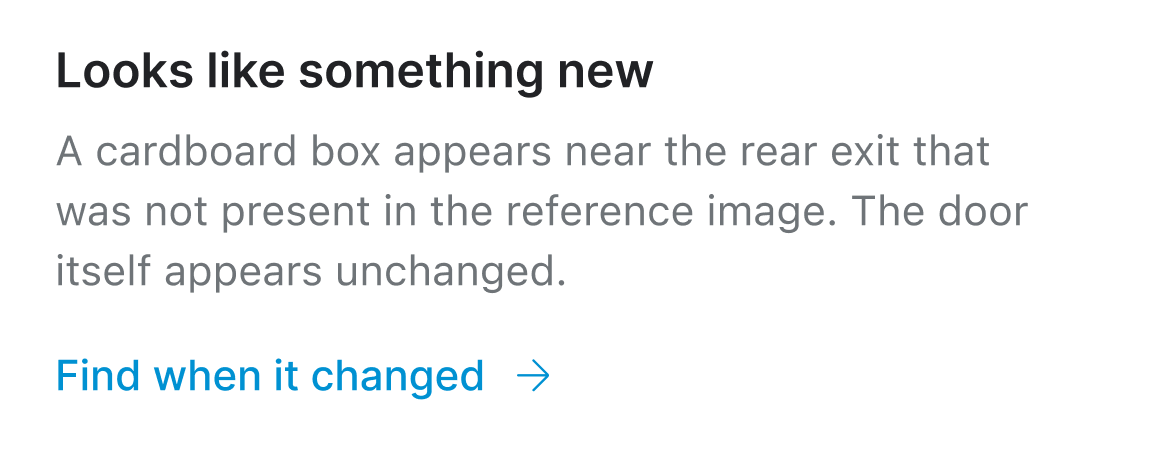 Looks like something new
A cardboard box appears near the rear exit that
was not present in the reference image. The door
itself appears unchanged.
Find when it changed →